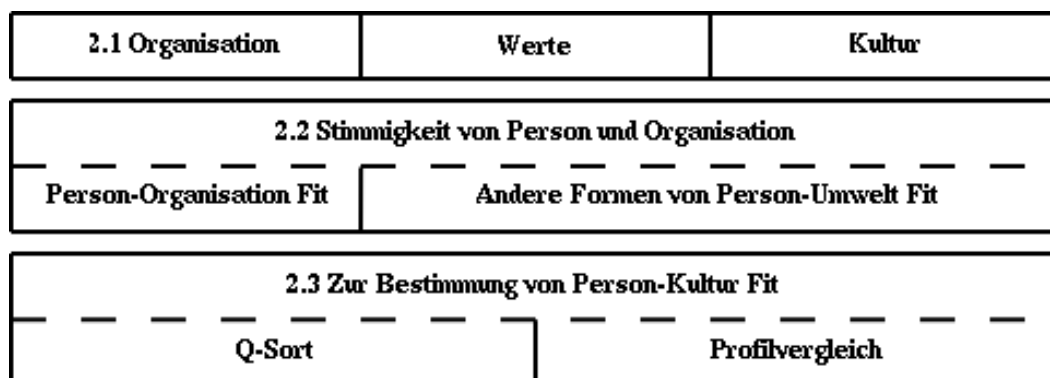 2.1 Organisation Werte Kultur
2.2 Stimmigkeit von Person und Organisation
Person-Organisation Fit Andere Formen von Person-Umwelt Fit
2.3 Zur Bestimmung von Person-Kultur Fit
Q-Sort Profilvergleich